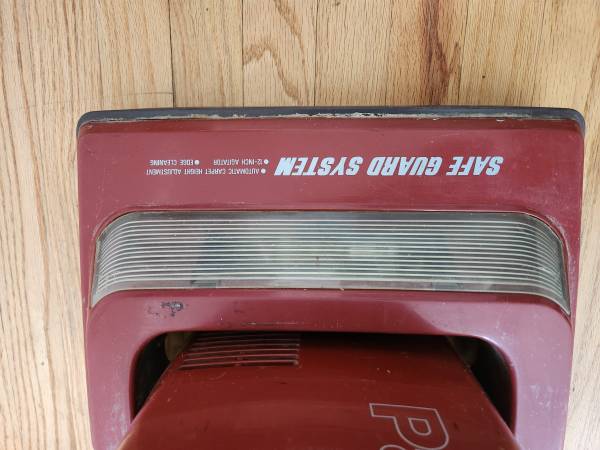 SAFE GUARD SYSTEM
● AUTOMATIC CARPET HEIGHT ADJUSTMENT
● 12-INCH AGITATOR ● EDGE CLEANING